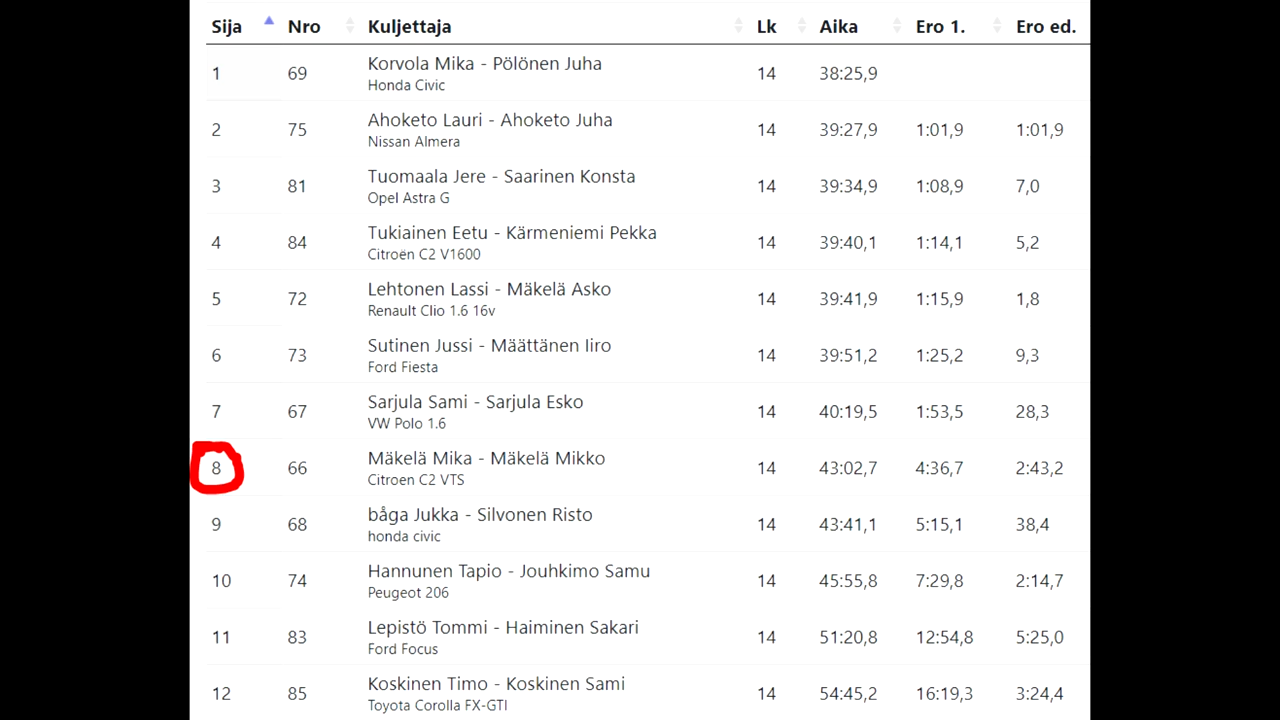 Sija Nro Kuljettaja Lk Aika Ero 1. Ero ed.
1 69 Korvola Mika - Pölönen Juha 14 38:25,9
Honda Civic
2 75 Ahoketo Lauri - Ahoketo Juha 14 39:27,9 1:01,9 1:01,9
Nissan Almera
3 81 Tuomaala Jere - Saarinen Konsta 14 39:34,9 1:08,9 7,0
Opel Astra G
4 84 Tukiainen Eetu - Kärmeniemi Pekka 14 39:40,1 1:14,1 5,2
Citroën C2 V1600
5 72 Lehtonen Lassi - Mäkelä Asko 14 39:41,9 1:15,9 1,8
Renault Clio 1.6 16v
6 73 Sutinen Jussi - Määttänen Iiro 14 39:51,2 1:25,2 9,3
Ford Fiesta
7 67 Sarjula Sami - Sarjula Esko 14 40:19,5 1:53,5 28,3
VW Polo 1.6
8 66 Mäkelä Mika - Mäkelä Mikko 14 43:02,7 4:36,7 2:43,2
Citroen C2 VTS
9 68 båga Jukka - Silvonen Risto 14 43:41,1 5:15,1 38,4
honda civic
10 74 Hannunen Tapio - Jouhkimo Samu 14 45:55,8 7:29,8 2:14,7
Peugeot 206
11 83 Lepistö Tommi - Haiminen Sakari 14 51:20,8 12:54,8 5:25,0
Ford Focus
12 85 Koskinen Timo - Koskinen Sami 14 54:45,2 16:19,3 3:24,4
Toyota Corolla FX-GTI